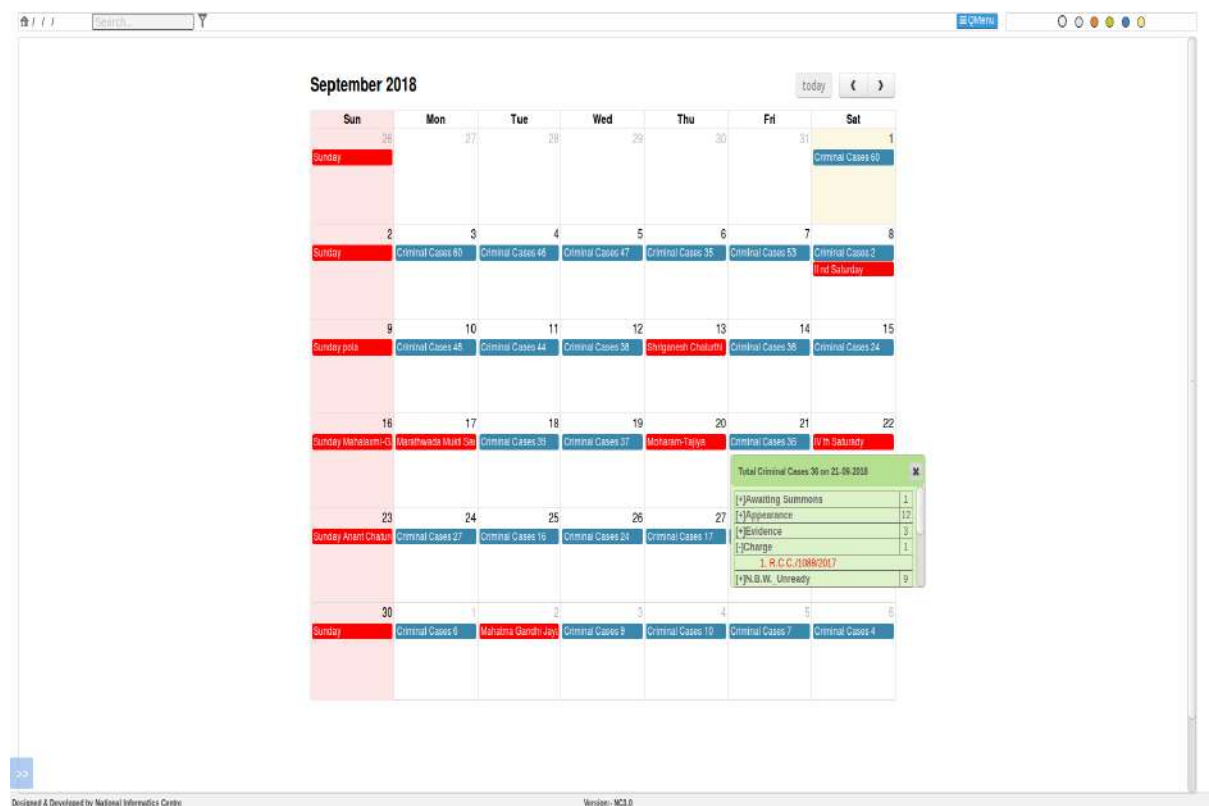 / / /
Search..
QMenu
September 2018
today
Sun Mon Tue Wed Thu Fri Sat
26 27 28 29 30 31 1
Sunday Criminal Cases 60
2 3 4 5 6 7 8
Sunday Criminal Cases 60 Criminal Cases 46 Criminal Cases 47 Criminal Cases 35 Criminal Cases 53 Criminal Cases 2
II nd Saturday
9 10 11 12 13 14 15
Sunday pola Criminal Cases 45 Criminal Cases 44 Criminal Cases 38 Shriganesh Chaturthi Criminal Cases 36 Criminal Cases 24
16 17 18 19 20 21 22
Sunday Mahalaxmi-G Marathwada Mukti Criminal Cases 35 Criminal Cases 37 Moharam-Tajiya Criminal Cases 36 IV th Saturady
Total Criminal Cases 36 on 21-09-2018
[+]Awaiting Summons 1
[+]Appearance 12
[+]Evidence 3
[-]Charge 1
1. R.C.C./1088/2017
[+]N.B.W._Unready 9
23 24 25 26 27
Sunday Anant Chatur Criminal Cases 27 Criminal Cases 16 Criminal Cases 24 Criminal Cases 17
30 1 2 3 4 5 6
Sunday Criminal Cases 6 Mahatma Gandhi Jaya Criminal Cases 9 Criminal Cases 10 Criminal Cases 7 Criminal Cases 4
>>
Designed & Developed by National Informatics Centre
Version:- NC3.0